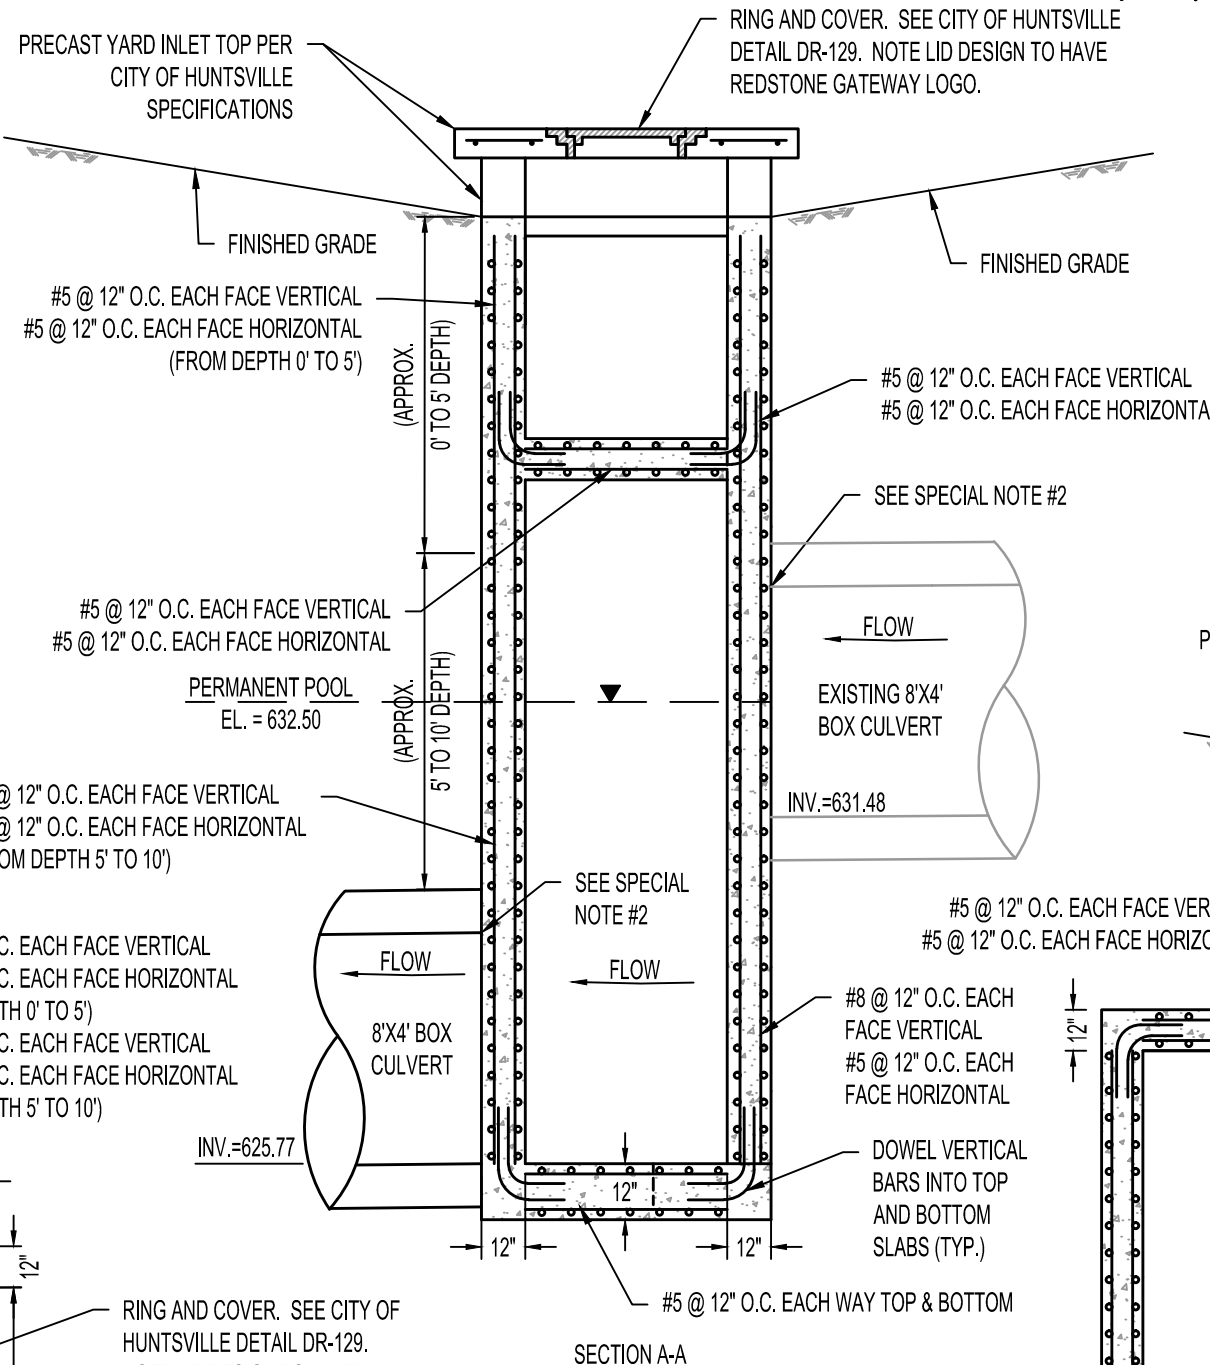 RING AND COVER. SEE CITY OF HUNTSVILLE
DETAIL DR-129. NOTE LID DESIGN TO HAVE
REDSTONE GATEWAY LOGO.
PRECAST YARD INLET TOP PER
CITY OF HUNTSVILLE
SPECIFICATIONS
FINISHED GRADE
FINISHED GRADE
#5 @ 12" O.C. EACH FACE VERTICAL
#5 @ 12" O.C. EACH FACE HORIZONTAL
(FROM DEPTH 0' TO 5')
(APPROX.
0' TO 5' DEPTH)
#5 @ 12" O.C. EACH FACE VERTICAL
#5 @ 12" O.C. EACH FACE HORIZONTA
SEE SPECIAL NOTE #2
#5 @ 12" O.C. EACH FACE VERTICAL
#5 @ 12" O.C. EACH FACE HORIZONTAL
FLOW
P
PERMANENT POOL
EL. = 632.50
(APPROX.
5' TO 10' DEPTH)
EXISTING 8'X4'
BOX CULVERT
INV.=631.48
@ 12" O.C. EACH FACE VERTICAL
@ 12" O.C. EACH FACE HORIZONTAL
OM DEPTH 5' TO 10')
SEE SPECIAL
NOTE #2
#5 @ 12" O.C. EACH FACE VER
#5 @ 12" O.C. EACH FACE HORIZO
C. EACH FACE VERTICAL
C. EACH FACE HORIZONTAL
TH 0' TO 5')
C. EACH FACE VERTICAL
C. EACH FACE HORIZONTAL
TH 5' TO 10')
FLOW
FLOW
8'X4' BOX
CULVERT
#8 @ 12" O.C. EACH
FACE VERTICAL
#5 @ 12" O.C. EACH
FACE HORIZONTAL
12"
INV.=625.77
DOWEL VERTICAL
BARS INTO TOP
AND BOTTOM
SLABS (TYP.)
12"
12"
12"
12"
#5 @ 12" O.C. EACH WAY TOP & BOTTOM
RING AND COVER. SEE CITY OF
HUNTSVILLE DETAIL DR-129.
SECTION A-A